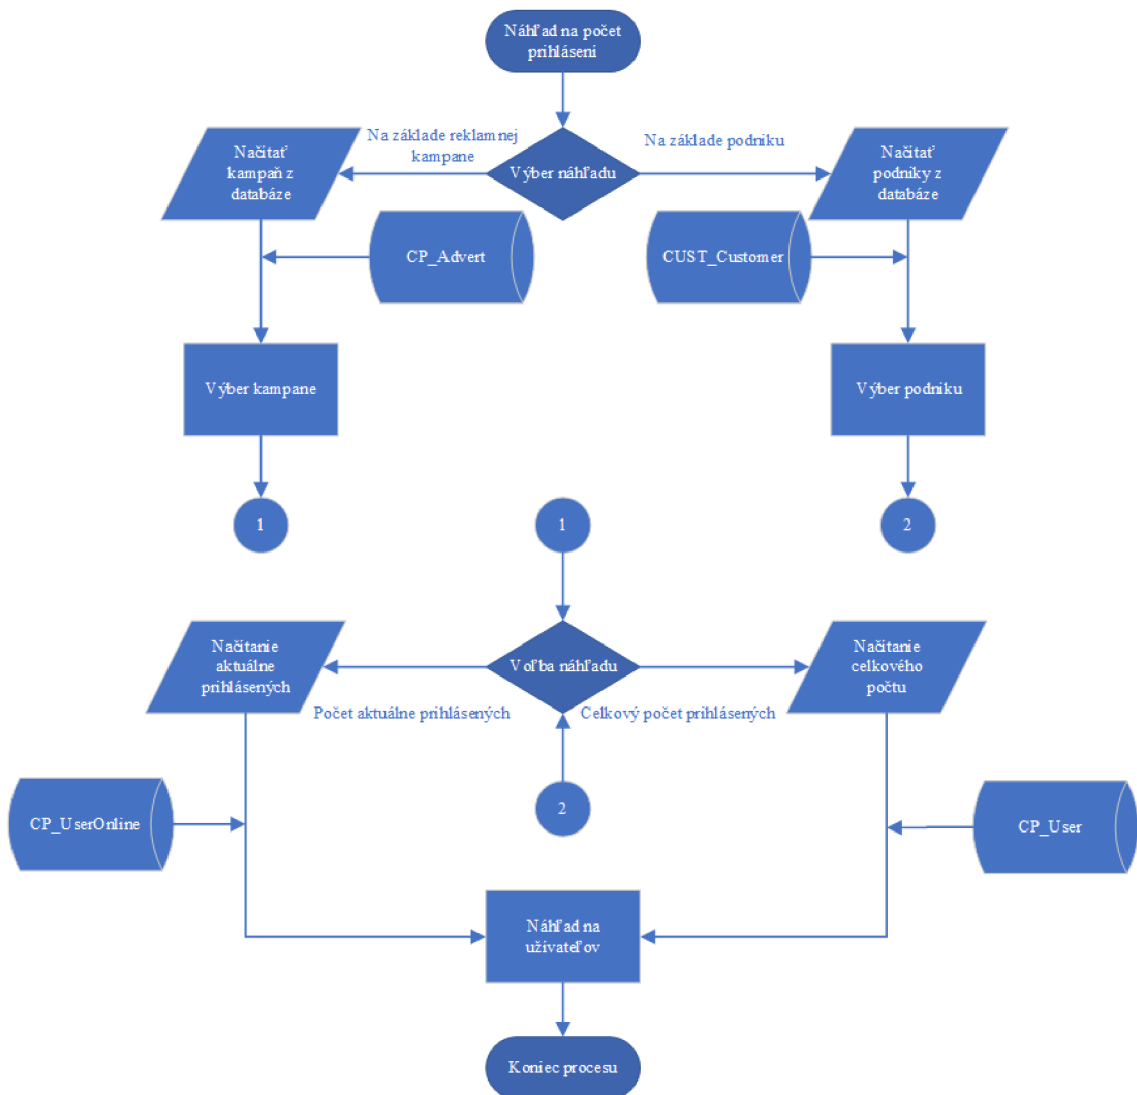 Náhľad na počet
prihlásení
Na základe reklamnej
kampane
Na základe podniku
Načítať
kampaň z
databáze
Výber náhľadu
Načítať
podniky z
databáze
CP_Advert
CUST_Customer
Výber kampane
Výber podniku
1
1
2
Načítanie
aktuálne
prihlásených
Voľba náhľadu
Načítanie
celkového
počtu
Počet aktuálne prihlásených
Celkový počet prihlásených
2
CP_UserOnline
CP_User
Náhľad na
užívateľov
Koniec procesu